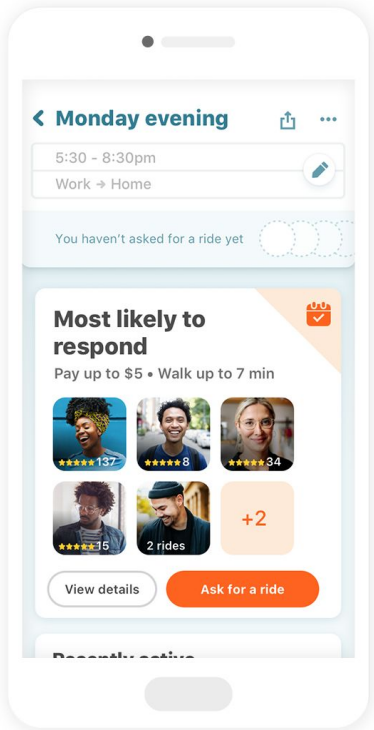 Monday evening
5:30 - 8:30pm
Work → Home
You haven't asked for a ride yet
Most likely to
respond
Pay up to $5 • Walk up to 7 min
★★★★★137
★★★★★8
★★★★★34
★★★★★15
2 rides
+2
View details
Ask for a ride
Recently active